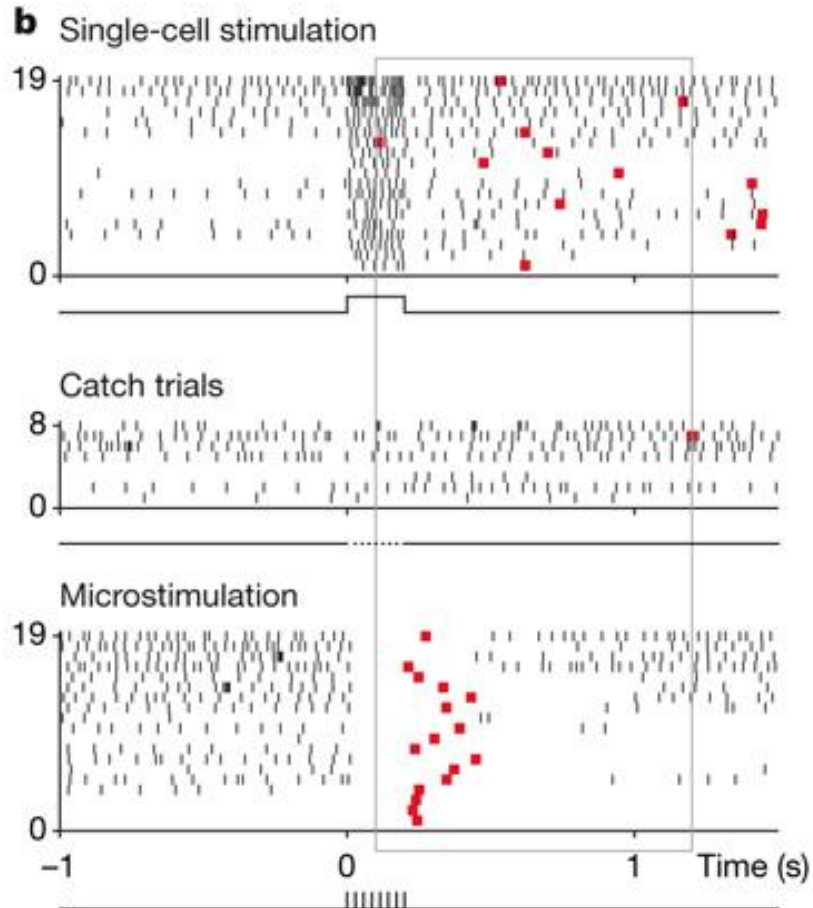 b
Single-cell stimulation
19
0
Catch trials
8
0
Microstimulation
19
0
−1 0 1 Time (s)